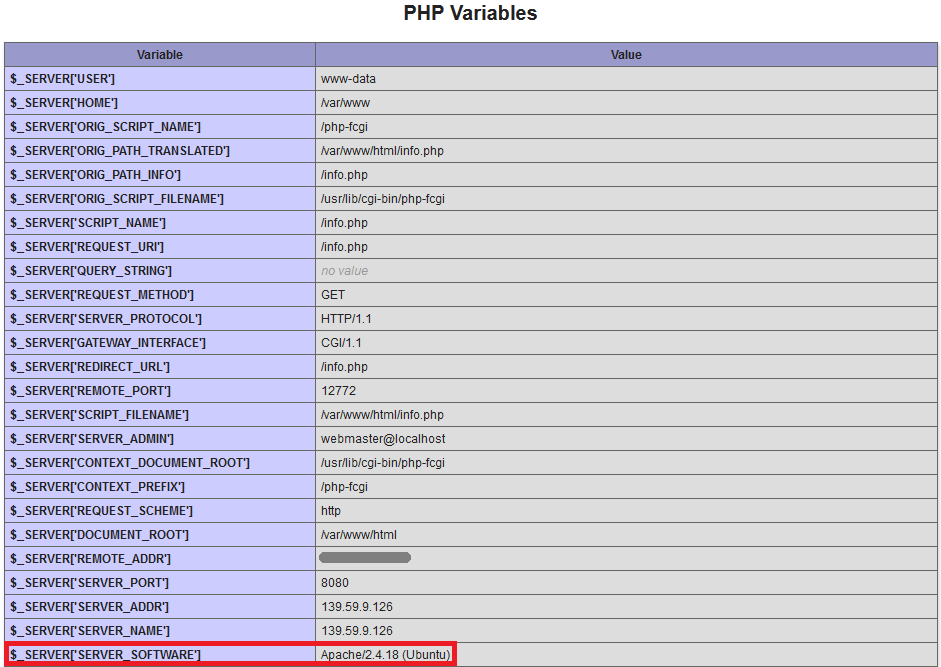 PHP Variables
Variable Value
$_SERVER['USER'] www-data
$_SERVER['HOME'] /var/www
$_SERVER['ORIG_SCRIPT_NAME'] /php-fcgi
$_SERVER['ORIG_PATH_TRANSLATED'] /var/www/html/info.php
$_SERVER['ORIG_PATH_INFO'] /info.php
$_SERVER['ORIG_SCRIPT_FILENAME'] /usr/lib/cgi-bin/php-fcgi
$_SERVER['SCRIPT_NAME'] /info.php
$_SERVER['REQUEST_URI'] /info.php
$_SERVER['QUERY_STRING'] no value
$_SERVER['REQUEST_METHOD'] GET
$_SERVER['SERVER_PROTOCOL'] HTTP/1.1
$_SERVER['GATEWAY_INTERFACE'] CGI/1.1
$_SERVER['REDIRECT_URL'] /info.php
$_SERVER['REMOTE_PORT'] 12772
$_SERVER['SCRIPT_FILENAME'] /var/www/html/info.php
$_SERVER['SERVER_ADMIN'] webmaster@localhost
$_SERVER['CONTEXT_DOCUMENT_ROOT'] /usr/lib/cgi-bin/php-fcgi
$_SERVER['CONTEXT_PREFIX'] /php-fcgi
$_SERVER['REQUEST_SCHEME'] http
$_SERVER['DOCUMENT_ROOT'] /var/www/html
$_SERVER['REMOTE_ADDR']
$_SERVER['SERVER_PORT'] 8080
$_SERVER['SERVER_ADDR'] 139.59.9.126
$_SERVER['SERVER_NAME'] 139.59.9.126
$_SERVER['SERVER_SOFTWARE'] Apache/2.4.18 (Ubuntu)